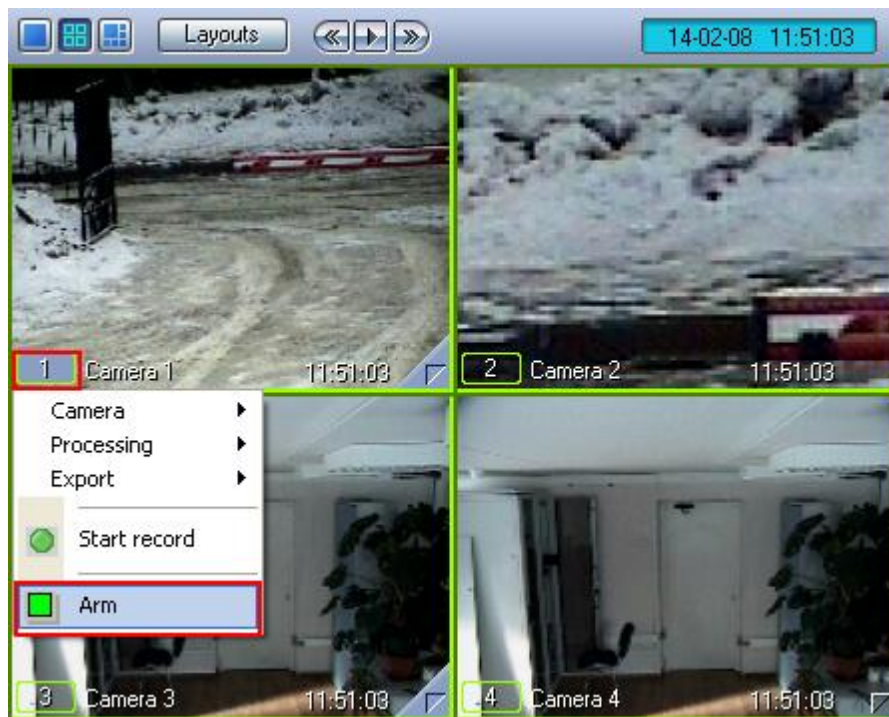 Layouts
14-02-08 11:51:03
1 Camera 1 11:51:03
2 Camera 2 11:51:03
Camera
Processing
Export
Start record
Arm
3 Camera 3 11:51:03
4 Camera 4 11:51:03